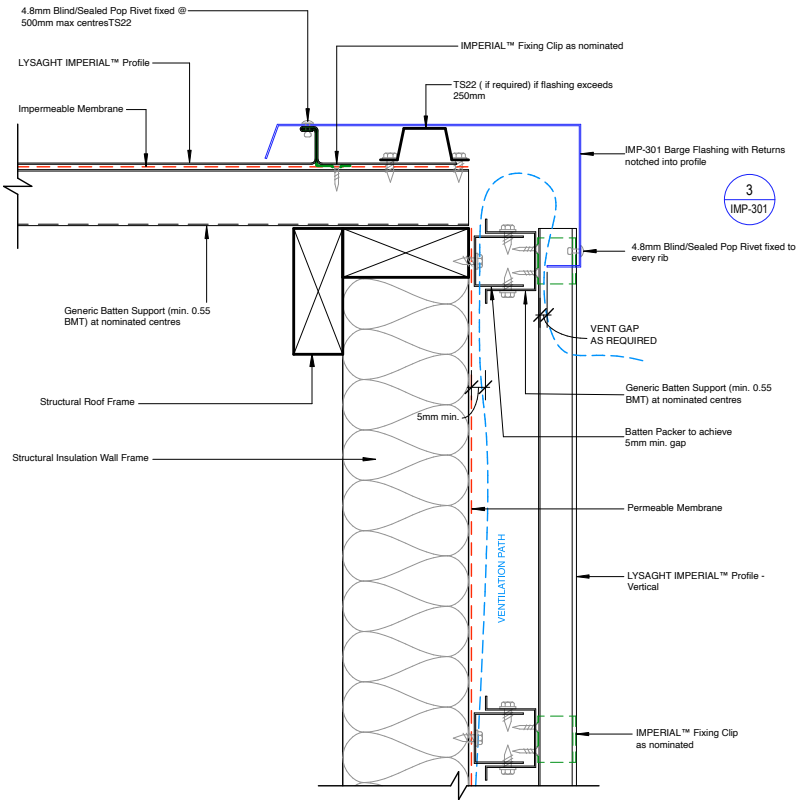 4.8mm Blind/Sealed Pop Rivet fixed @
500mm max centresTS22
LYSAGHT IMPERIAL™ Profile
Impermeable Membrane
IMPERIAL™ Fixing Clip as nominated
TS22 ( if required) if flashing exceeds
250mm
IMP-301 Barge Flashing with Returns
notched into profile
3
IMP-301
4.8mm Blind/Sealed Pop Rivet fixed to
every rib
Generic Batten Support (min. 0.55
BMT) at nominated centres
VENT GAP
AS REQUIRED
Structural Roof Frame
5mm min.
Generic Batten Support (min. 0.55
BMT) at nominated centres
Batten Packer to achieve
5mm min. gap
Structural Insulation Wall Frame
Permeable Membrane
VENTILATION PATH
LYSAGHT IMPERIAL™ Profile -
Vertical
IMPERIAL™ Fixing Clip
as nominated